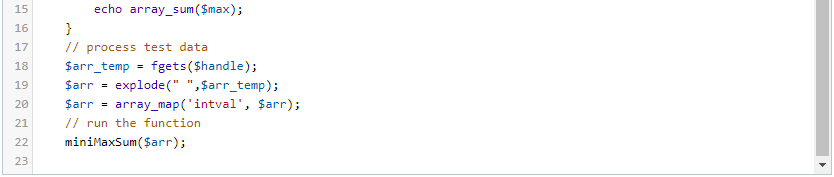 15 echo array_sum($max);
16 }
17 // process test data
18 $arr_temp = fgets($handle);
19 $arr = explode(" ",$arr_temp);
20 $arr = array_map('intval', $arr);
21 // run the function
22 miniMaxSum($arr);
23